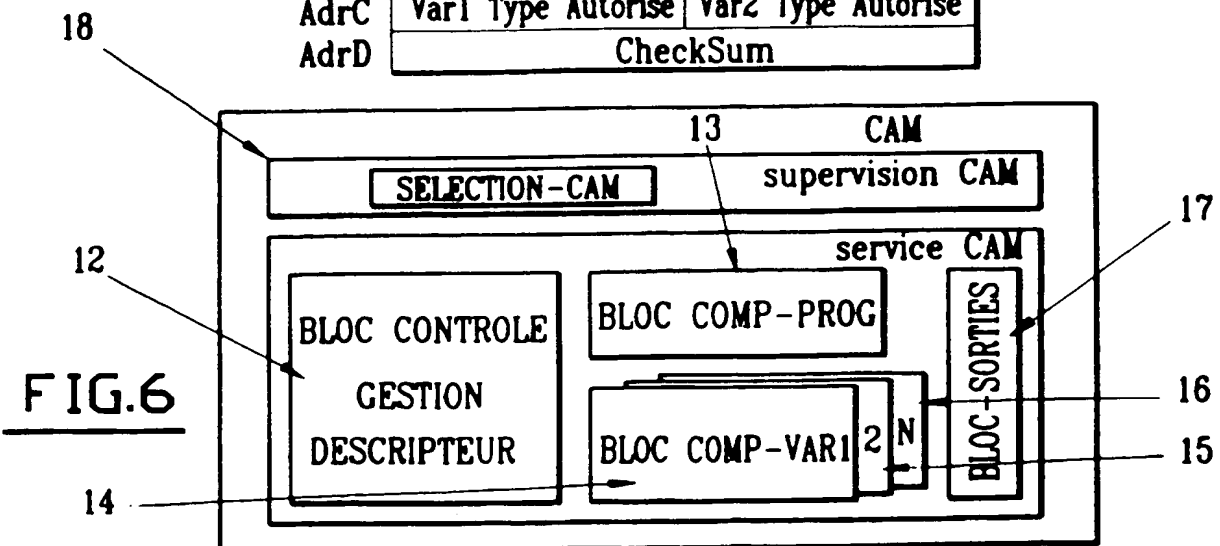 AdrC Var1 Type Autorise Var2 Type Autorise
AdrD CheckSum
18
13
CAM
SELECTION-CAM
supervision CAM
17
12
service CAM
BLOC CONTROLE
GESTION
DESCRIPTEUR
BLOC COMP-PROG
BLOC-SORTIES
FIG.6
16
BLOC COMP-VAR1
2
N
15
14